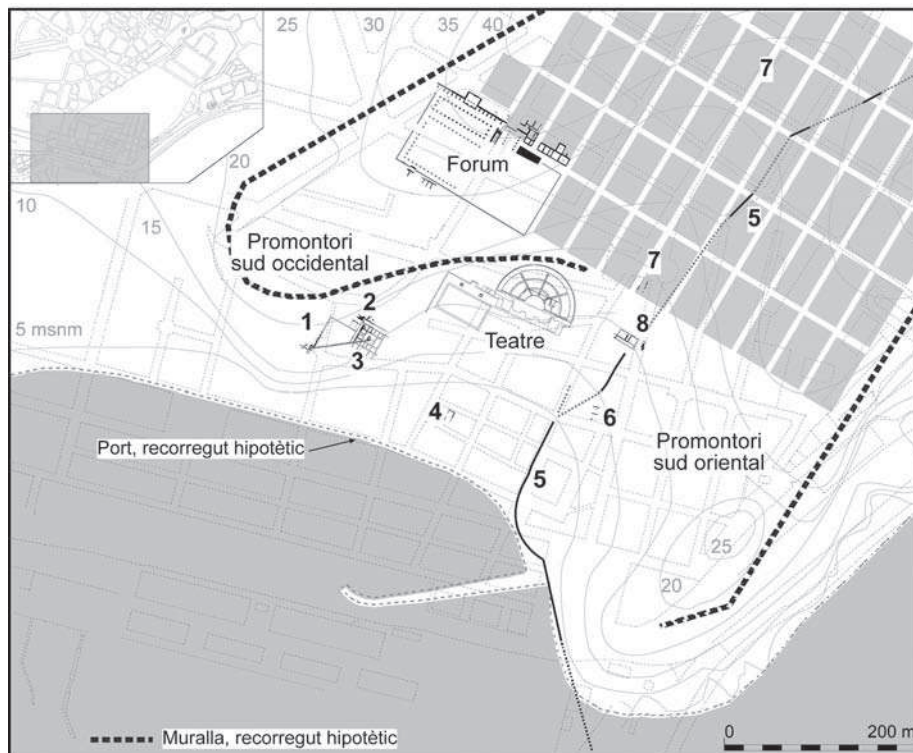 25
30
35
40
7
Forum
20
5
10
15
Promontori
sud occidental
7
1
2
8
5 msnm
Teatre
3
4
6
Port, recorregut hipotètic
Promontori
sud oriental
5
25
20
Muralla, recorregut hipotètic
0
200 m